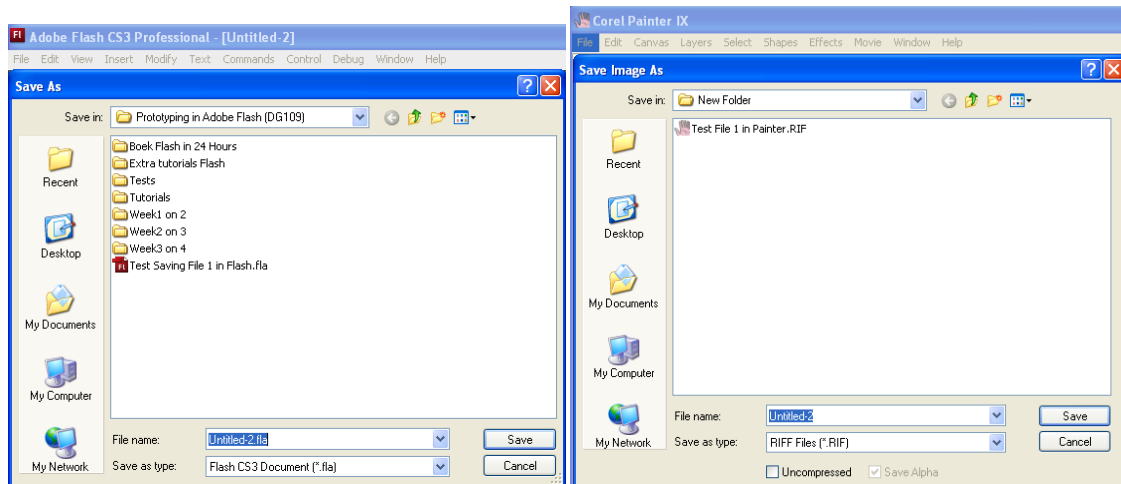 Adobe Flash CS3 Professional - [Untitled-2]
File Edit View Insert Modify Text Commands Control Debug Window Help
Save As
Save in: Prototyping in Adobe Flash (DG109)
Boek Flash in 24 Hours
Extra tutorials Flash
Tests
Tutorials
Week1 on 2
Week2 on 3
Week3 on 4
Test Saving File 1 in Flash.fla
Recent
Desktop
My Documents
My Computer
My Network
File name: Untitled-2.fla Save
Save as type: Flash CS3 Document (*.fla) Cancel
Corel Painter IX
File Edit Canvas Layers Select Shapes Effects Movie Window Help
Save Image As
Save in: New Folder
Test File 1 in Painter.RIF
Recent
Desktop
My Documents
My Computer
My Network
File name: Untitled-2 Save
Save as type: RIFF Files (*.RIF) Cancel
Uncompressed Save Alpha